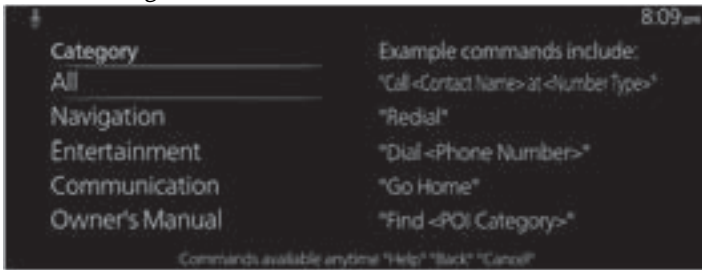 8:09 pm
Category
All
Navigation
Entertainment
Communication
Owner's Manual
Example commands include:
"Call <Contact Name> at <Number Type>"
"Redial"
"Dial <Phone Number>"
"Go Home"
"Find <POI Category>"
Commands available anytime "Help" "Back" "Cancel"